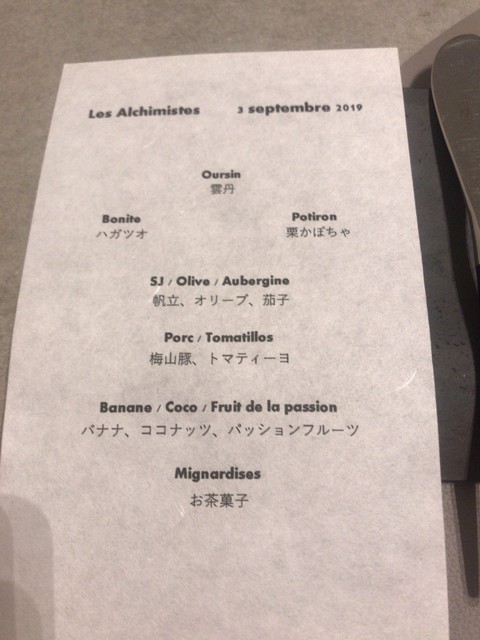 Les Alchimistes 3 septembre 2019
Oursin
雲丹
Bonite Potiron
ハガツオ 栗かぼちゃ
SJ / Olive / Aubergine
帆立、オリーブ、茄子
Porc / Tomatillos
梅山豚、トマティーヨ
Banane / Coco / Fruit de la passion
バナナ、ココナッツ、パッションフルーツ
Mignardises
お茶菓子